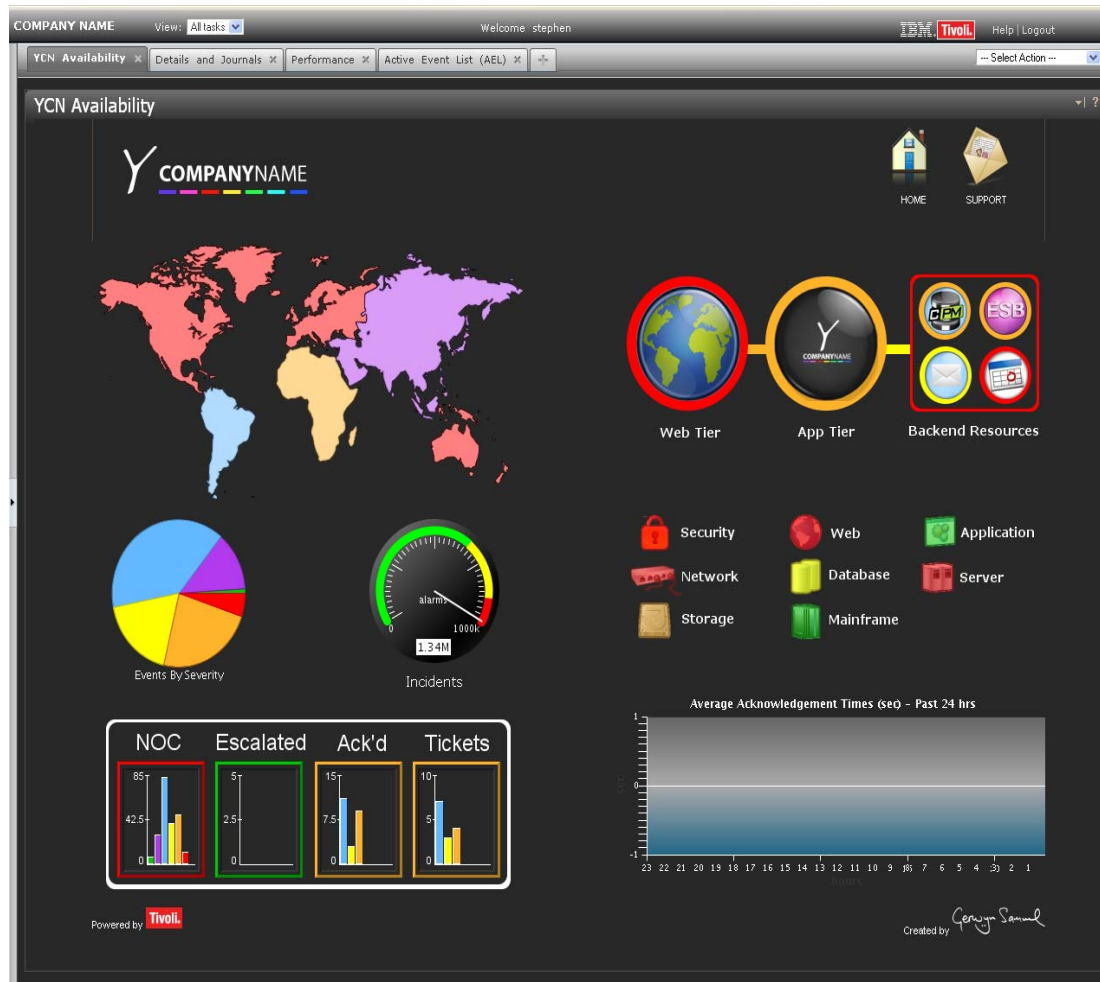 COMPANY NAME View: All tasks Welcome stephen IBM. Tivoli. Help | Logout
YCN Availability × Details and Journals × Performance × Active Event List (AEL) × --- Select Action ---
YCN Availability ?
Y COMPANYNAME
HOME SUPPORT
Y
COMPANYNAME
CPM ESB
Web Tier App Tier Backend Resources
Security Web Application
Network Database Server
Storage Mainframe
alarms
0 1000k
1.34M
Events By Severity
Incidents
NOC Escalated Ack'd Tickets
85 5 15 10
42.5 2.5 7.5 5
0 0 0 0
Average Acknowledgement Times (sec) - Past 24 hrs
1
0
-1
23 22 21 20 19 18 17 16 15 14 13 12 11 10 9 7 6 5 4 2 1
hours
Powered by Tivoli.
Created by Gerwyn Samuel